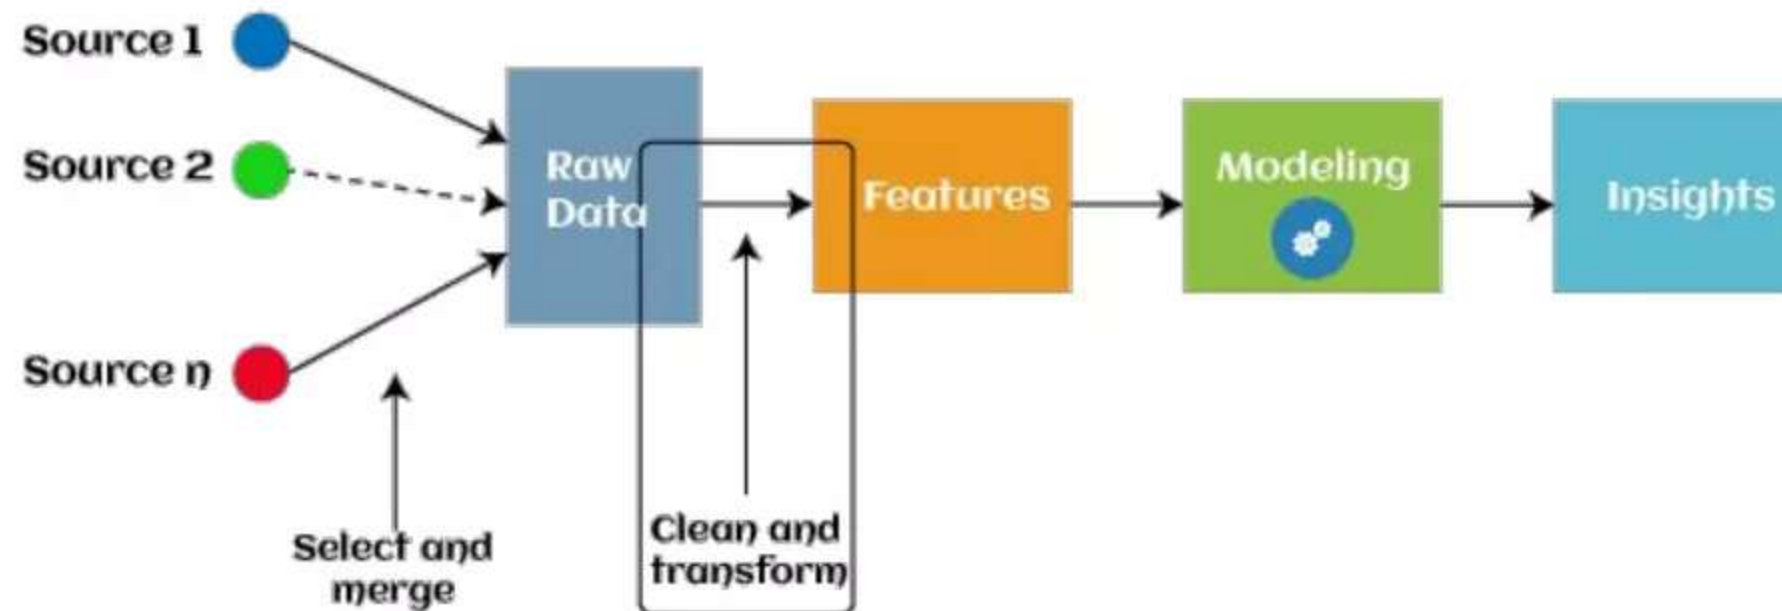 Source 1
Source 2
Source n
Raw
Data
Features
Modeling
Insights
Select and
merge
Clean and
transform